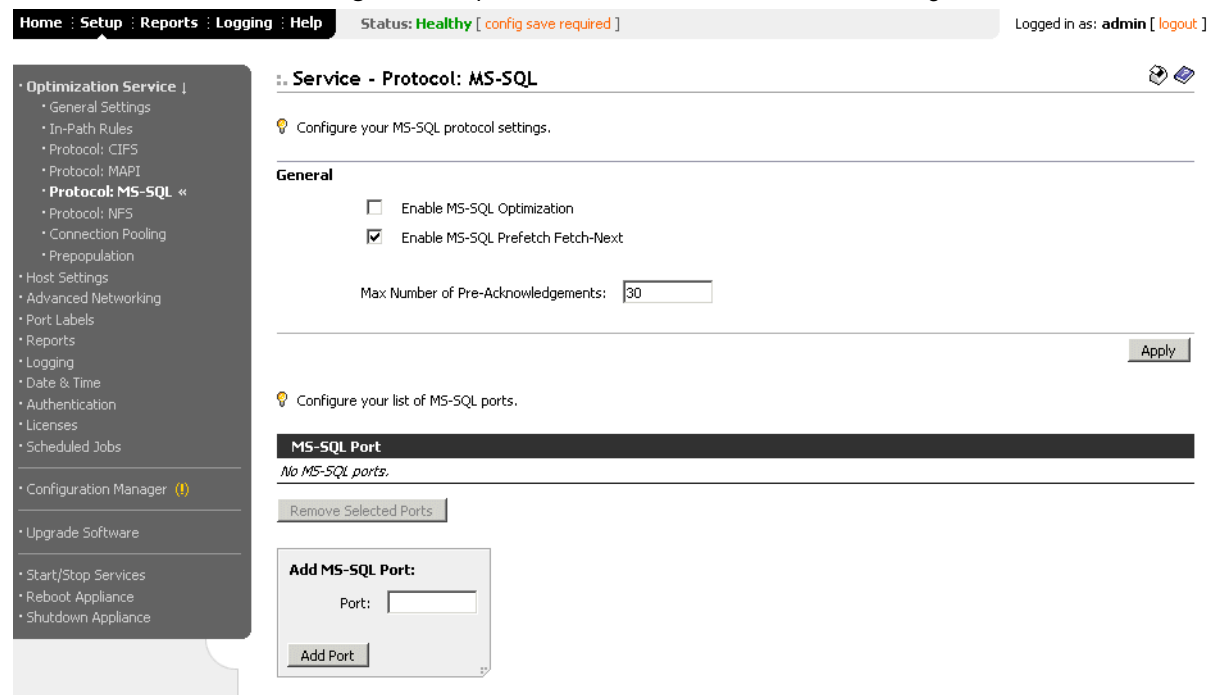 Home : Setup : Reports : Logging : Help Status: Healthy [ config save required ] Logged in as: admin [ logout ]
:. Service - Protocol: MS-SQL
· Optimization Service ↓
· General Settings
· In-Path Rules
· Protocol: CIFS
· Protocol: MAPI
· Protocol: MS-SQL «
· Protocol: NFS
· Connection Pooling
· Prepopulation
· Host Settings
· Advanced Networking
· Port Labels
· Reports
· Logging
· Date & Time
· Authentication
· Licenses
· Scheduled Jobs
· Configuration Manager (!)
· Upgrade Software
· Start/Stop Services
· Reboot Appliance
· Shutdown Appliance
Configure your MS-SQL protocol settings.
General
Enable MS-SQL Optimization
Enable MS-SQL Prefetch Fetch-Next
Max Number of Pre-Acknowledgements: 30
Apply
Configure your list of MS-SQL ports.
MS-SQL Port
No MS-SQL ports.
Remove Selected Ports
Add MS-SQL Port:
Port:
Add Port